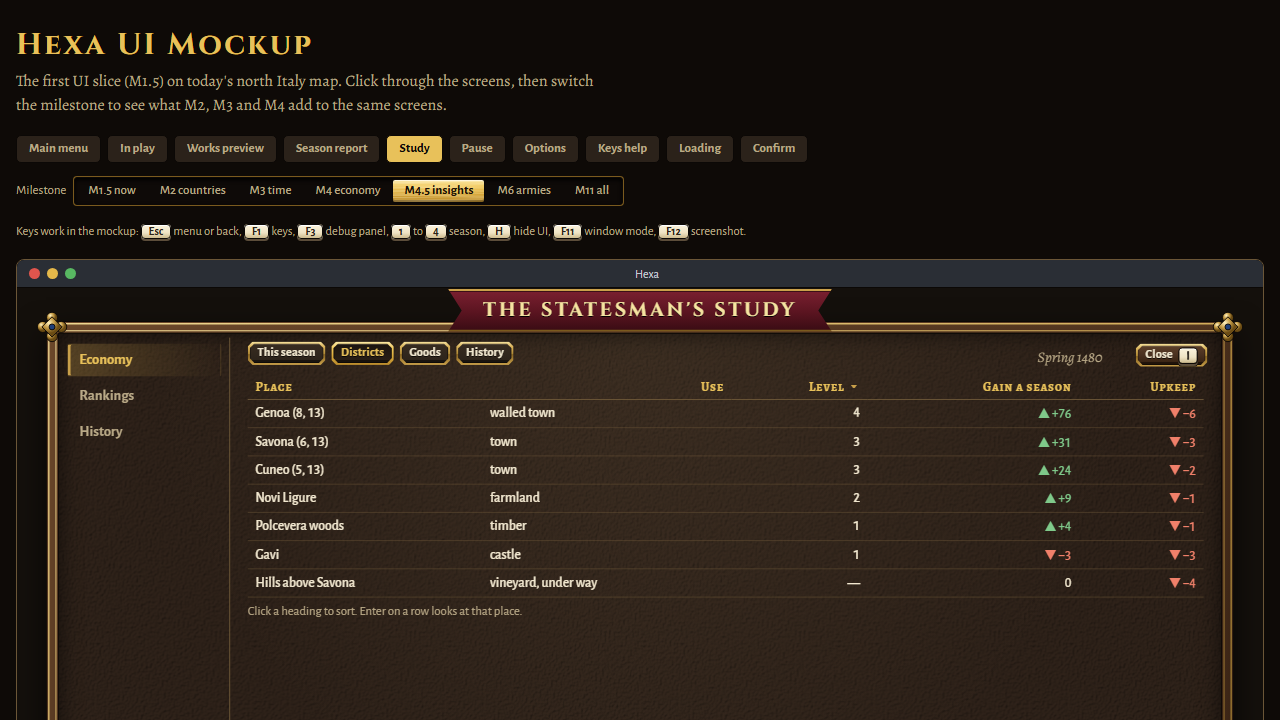 Hexa UI Mockup
The first UI slice (M1.5) on today's north Italy map. Click through the screens, then switch
the milestone to see what M2, M3 and M4 add to the same screens.
Main menu In play Works preview Season report Study Pause Options Keys help Loading Confirm
Milestone M1.5 now M2 countries M3 time M4 economy M4.5 insights M6 armies M11 all
Keys work in the mockup: Esc menu or back, F1 keys, F3 debug panel, 1 to 4 season, H hide UI, F11 window mode, F12 screenshot.
Hexa
THE STATESMAN'S STUDY
Economy
Rankings
History
This season Districts Goods History Spring 1480 Close I
Place Use Level Gain a season Upkeep
Genoa (8, 13) walled town 4 ▲+76 ▼−6
Savona (6, 13) town 3 ▲+31 ▼−3
Cuneo (5, 13) town 3 ▲+24 ▼−2
Novi Ligure farmland 2 ▲+9 ▼−1
Polcevera woods timber 1 ▲+4 ▼−1
Gavi castle 1 ▼−3 ▼−3
Hills above Savona vineyard, under way — 0 ▼−4
Click a heading to sort. Enter on a row looks at that place.